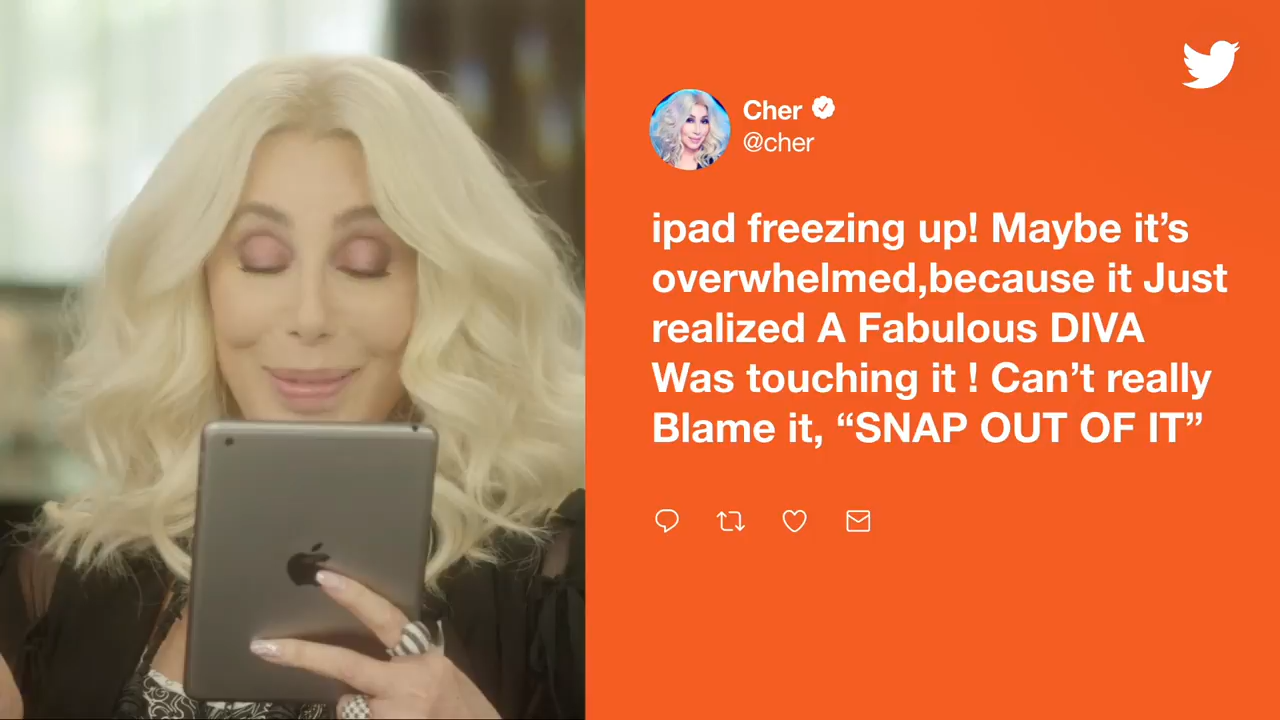 Cher
@cher
ipad freezing up! Maybe it’s
overwhelmed,because it Just
realized A Fabulous DIVA
Was touching it ! Can’t really
Blame it, “SNAP OUT OF IT”